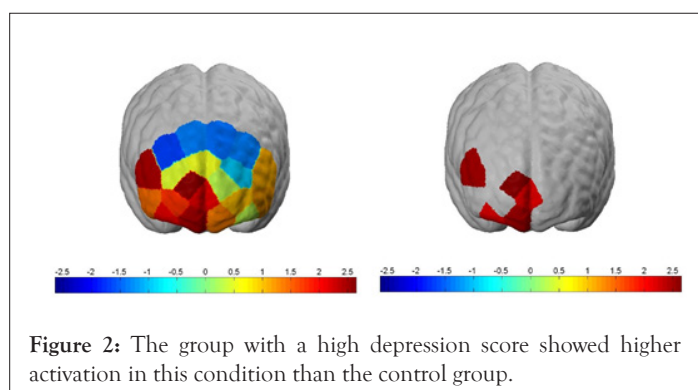 -2.5 -2 -1.5 -1 -0.5 0 0.5 1 1.5 2 2.5
-2.5 -2 -1.5 -1 -0.5 0 0.5 1 1.5 2 2.5
Figure 2: The group with a high depression score showed higher
activation in this condition than the control group.